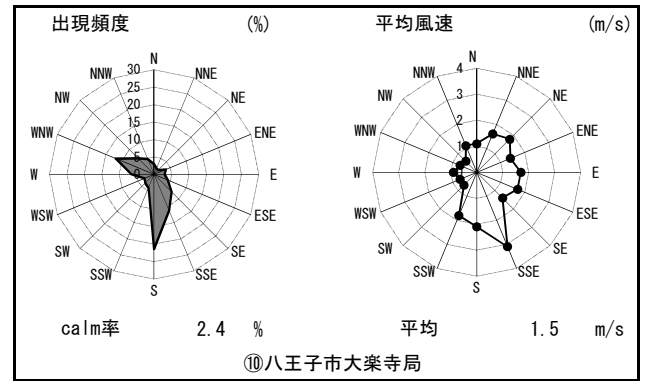 出現頻度 (%) 平均風速 (m/s)
N N
NNW 30 NNE NNW 4 NNE
25
NW 20 NE NW 3 NE
15
WNW 10 ENE WNW 2 ENE
5 1
W 0 E W E
WSW ESE WSW ESE
SW SE SW SE
SSW SSE SSW SSE
S S
calm率 2.4 % 平均 1.5 m/s
⑩八王子市大楽寺局